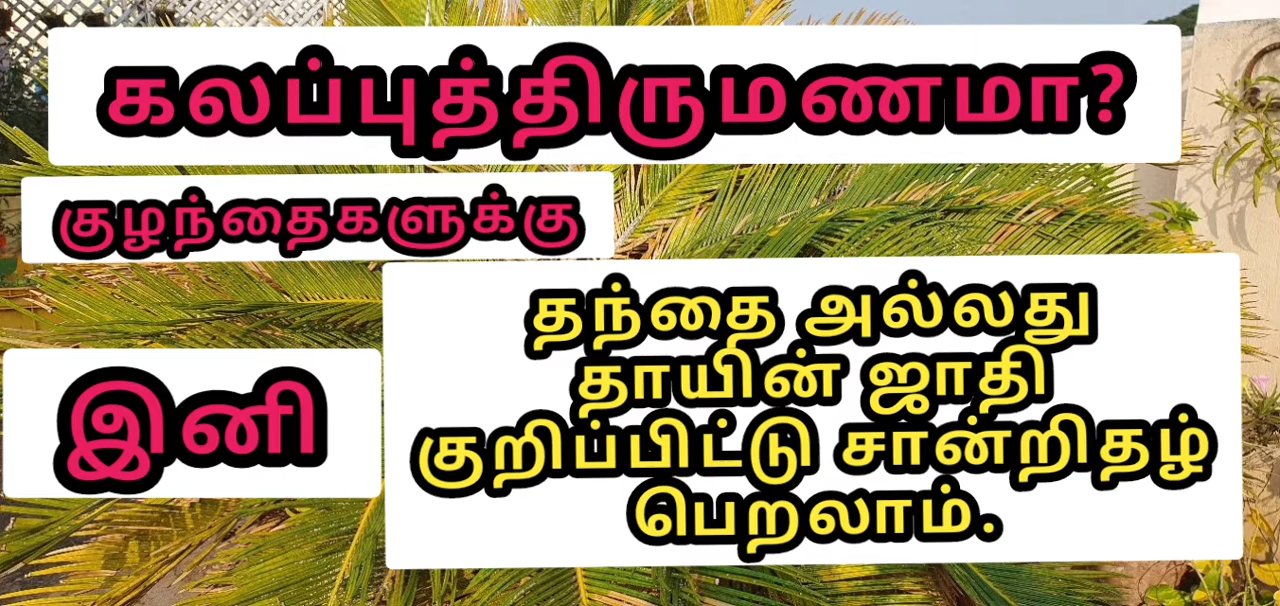 கலப்புத்திருமணமா?
குழந்தைகளுக்கு
இனி
தந்தை அல்லது
தாயின் ஜாதி
குறிப்பிட்டு சான்றிதழ்
பெறலாம்.